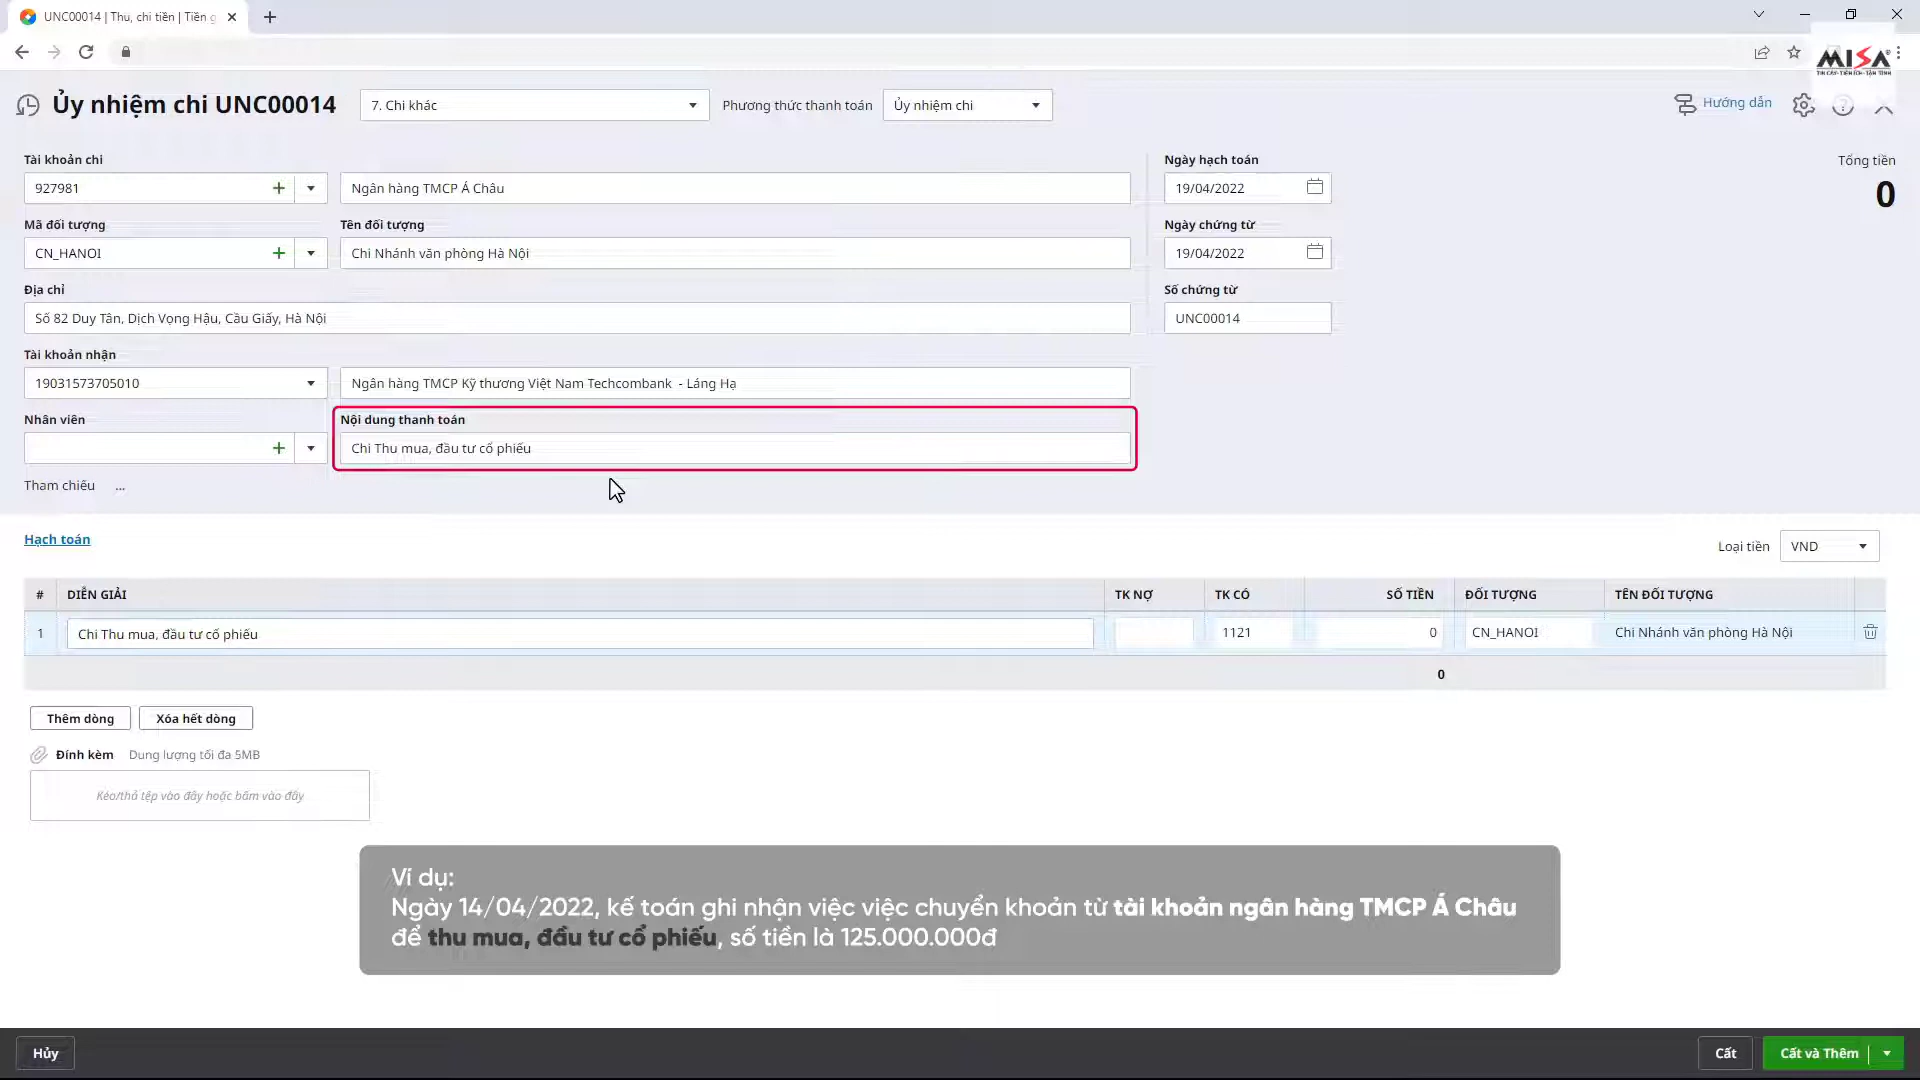 UNC00014 | Thu, chi tiền | Tiền g
MISA
TIN CẬY-TIỆN ÍCH-TẬN TÌNH
Ủy nhiệm chi UNC00014
7. Chi khác
Phương thức thanh toán
Ủy nhiệm chi
Hướng dẫn
Tài khoản chi
927981
Ngân hàng TMCP Á Châu
Ngày hạch toán
19/04/2022
Tổng tiền
0
Mã đối tượng
Tên đối tượng
CN_HANOI
Chi Nhánh văn phòng Hà Nội
Ngày chứng từ
19/04/2022
Địa chỉ
Số 82 Duy Tân, Dịch Vọng Hậu, Cầu Giấy, Hà Nội
Số chứng từ
UNC00014
Tài khoản nhận
19031573705010
Ngân hàng TMCP Kỹ thương Việt Nam Techcombank - Láng Hạ
Nhân viên
Nội dung thanh toán
Chi Thu mua, đầu tư cổ phiếu
Tham chiếu ...
Hạch toán
Loại tiền
VND
# DIỄN GIẢI TK NỢ TK CÓ SỐ TIỀN ĐỐI TƯỢNG TÊN ĐỐI TƯỢNG
1 Chi Thu mua, đầu tư cổ phiếu 1121 0 CN_HANOI Chi Nhánh văn phòng Hà Nội
0
Thêm dòng
Xóa hết dòng
Đính kèm Dung lượng tối đa 5MB
Kéo/thả tệp vào đây hoặc bấm vào đây
Ví dụ:
Ngày 14/04/2022, kế toán ghi nhận việc việc chuyển khoản từ tài khoản ngân hàng TMCP Á Châu
để thu mua, đầu tư cổ phiếu, số tiền là 125.000.000đ
Hủy
Cất
Cất và Thêm